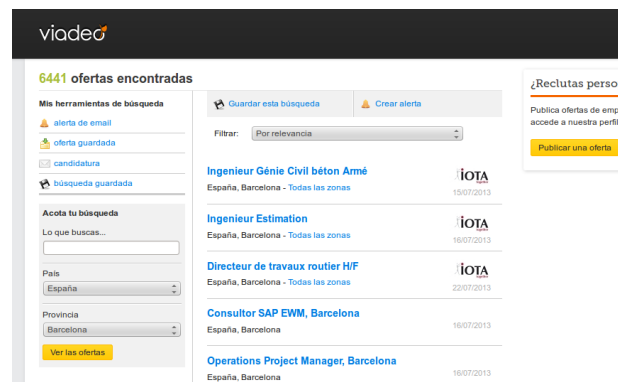 viadeo
6441 ofertas encontradas
Mis herramientas de búsqueda
alerta de email
oferta guardada
candidatura
búsqueda guardada
Acota tu búsqueda
Lo que buscas...
País
España
Provincia
Barcelona
Ver las ofertas
Guardar esta búsqueda
Crear alerta
Filtrar: Por relevancia
Ingenieur Génie Civil béton Armé
España, Barcelona - Todas las zonas
iOTA
15/07/2013
Ingenieur Estimation
España, Barcelona - Todas las zonas
iOTA
16/07/2013
Directeur de travaux routier H/F
España, Barcelona - Todas las zonas
iOTA
22/07/2013
Consultor SAP EWM, Barcelona
España, Barcelona
16/07/2013
Operations Project Manager, Barcelona
España, Barcelona
16/07/2013
¿Reclutas perso
Publica ofertas de emp
accede a nuestra perfil
Publicar una oferta